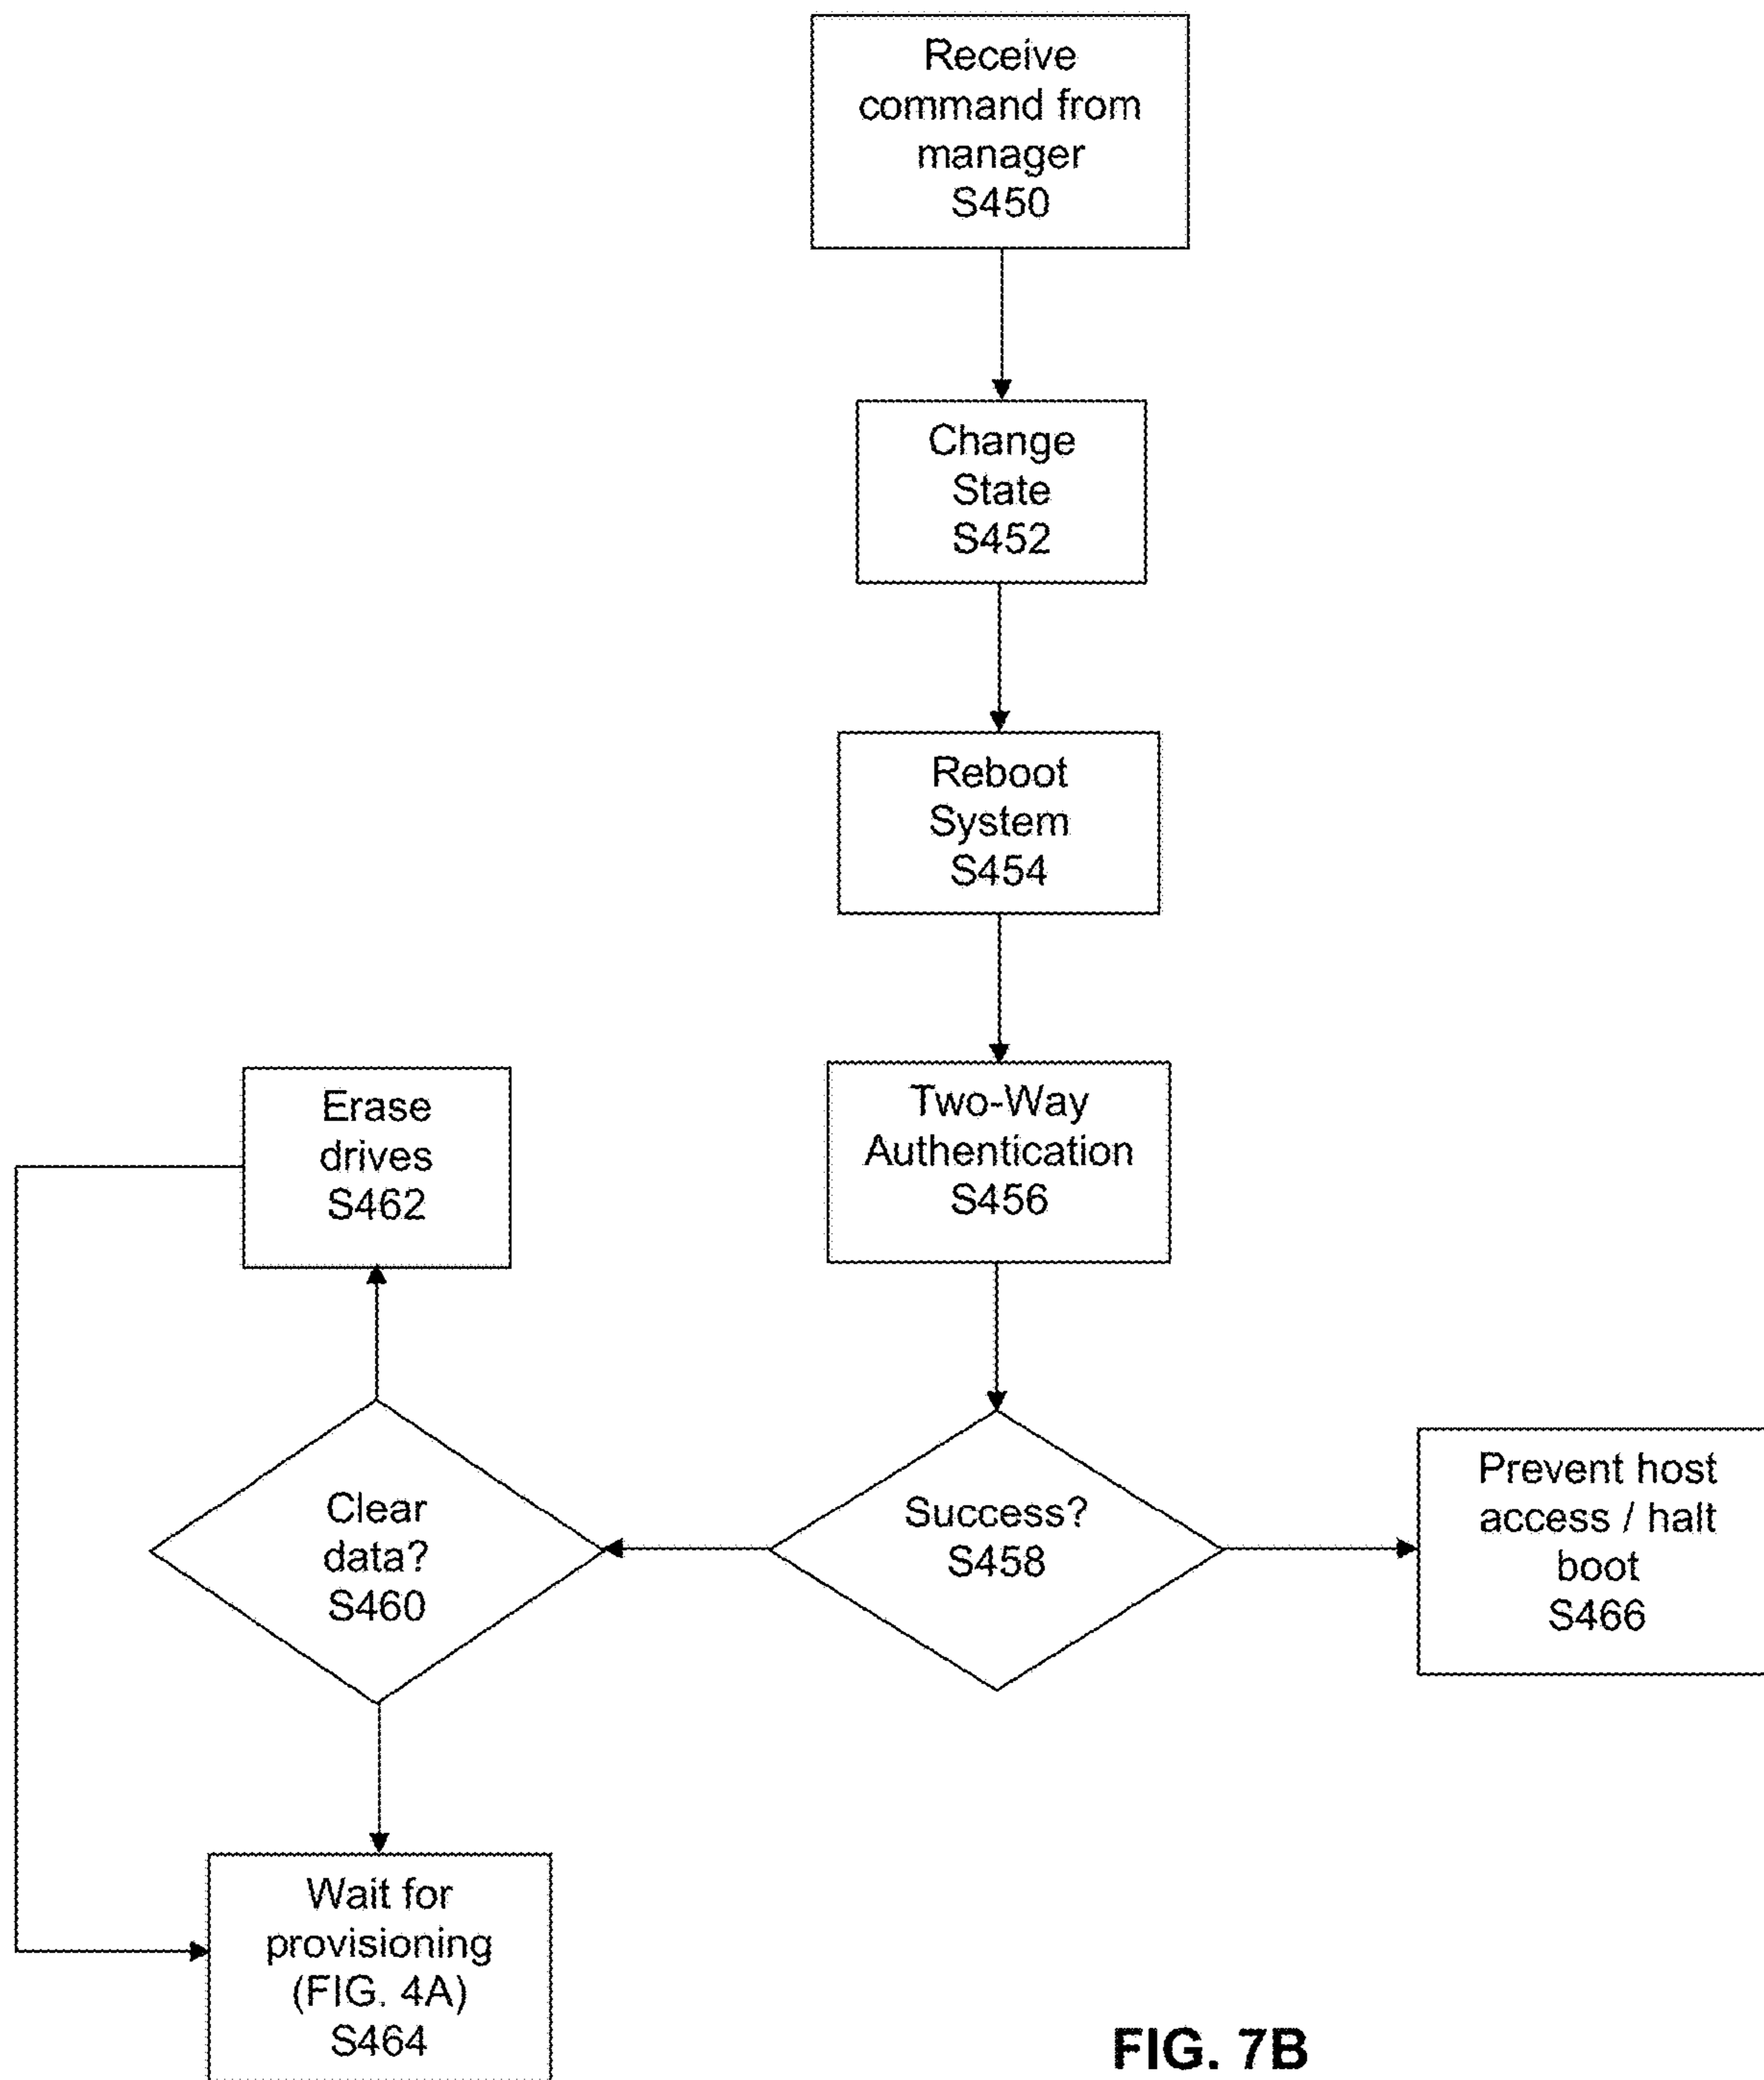 Receive
command from
manager
S450
Change
State
S452
Reboot
System
S454
Two-Way
Authentication
S456
Erase
drives
S462
Success?
S458
Clear
data?
S460
Prevent host
access / halt
boot
S466
Wait for
provisioning
(FIG. 4A)
S464
FIG. 7B